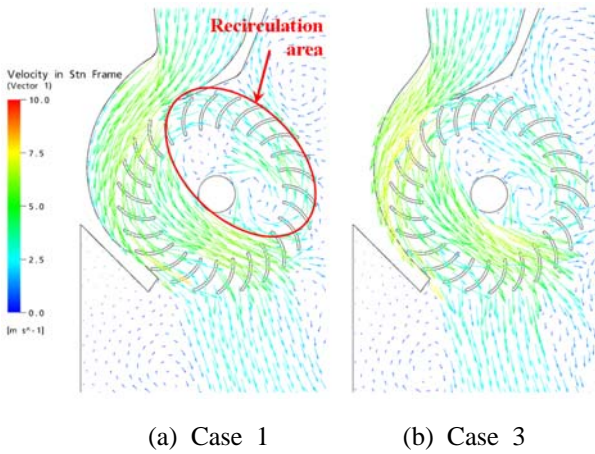 Recirculation
area
Velocity in Stn Frame
(Vector 1)
10.0
7.5
5.0
2.5
0.0
[m s^-1]
(a) Case 1
(b) Case 3